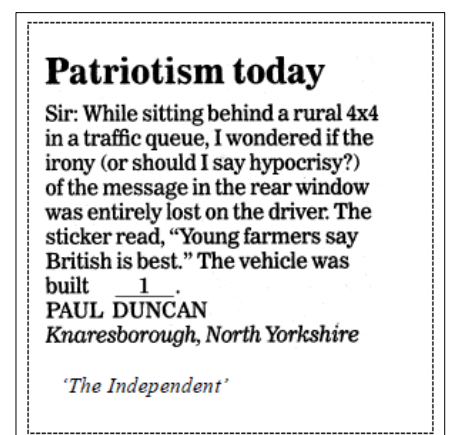 Patriotism today
Sir: While sitting behind a rural 4x4
in a traffic queue, I wondered if the
irony (or should I say hypocrisy?)
of the message in the rear window
was entirely lost on the driver. The
sticker read, “Young farmers say
British is best.” The vehicle was
built __1__.
PAUL DUNCAN
Knaresborough, North Yorkshire
‘The Independent’